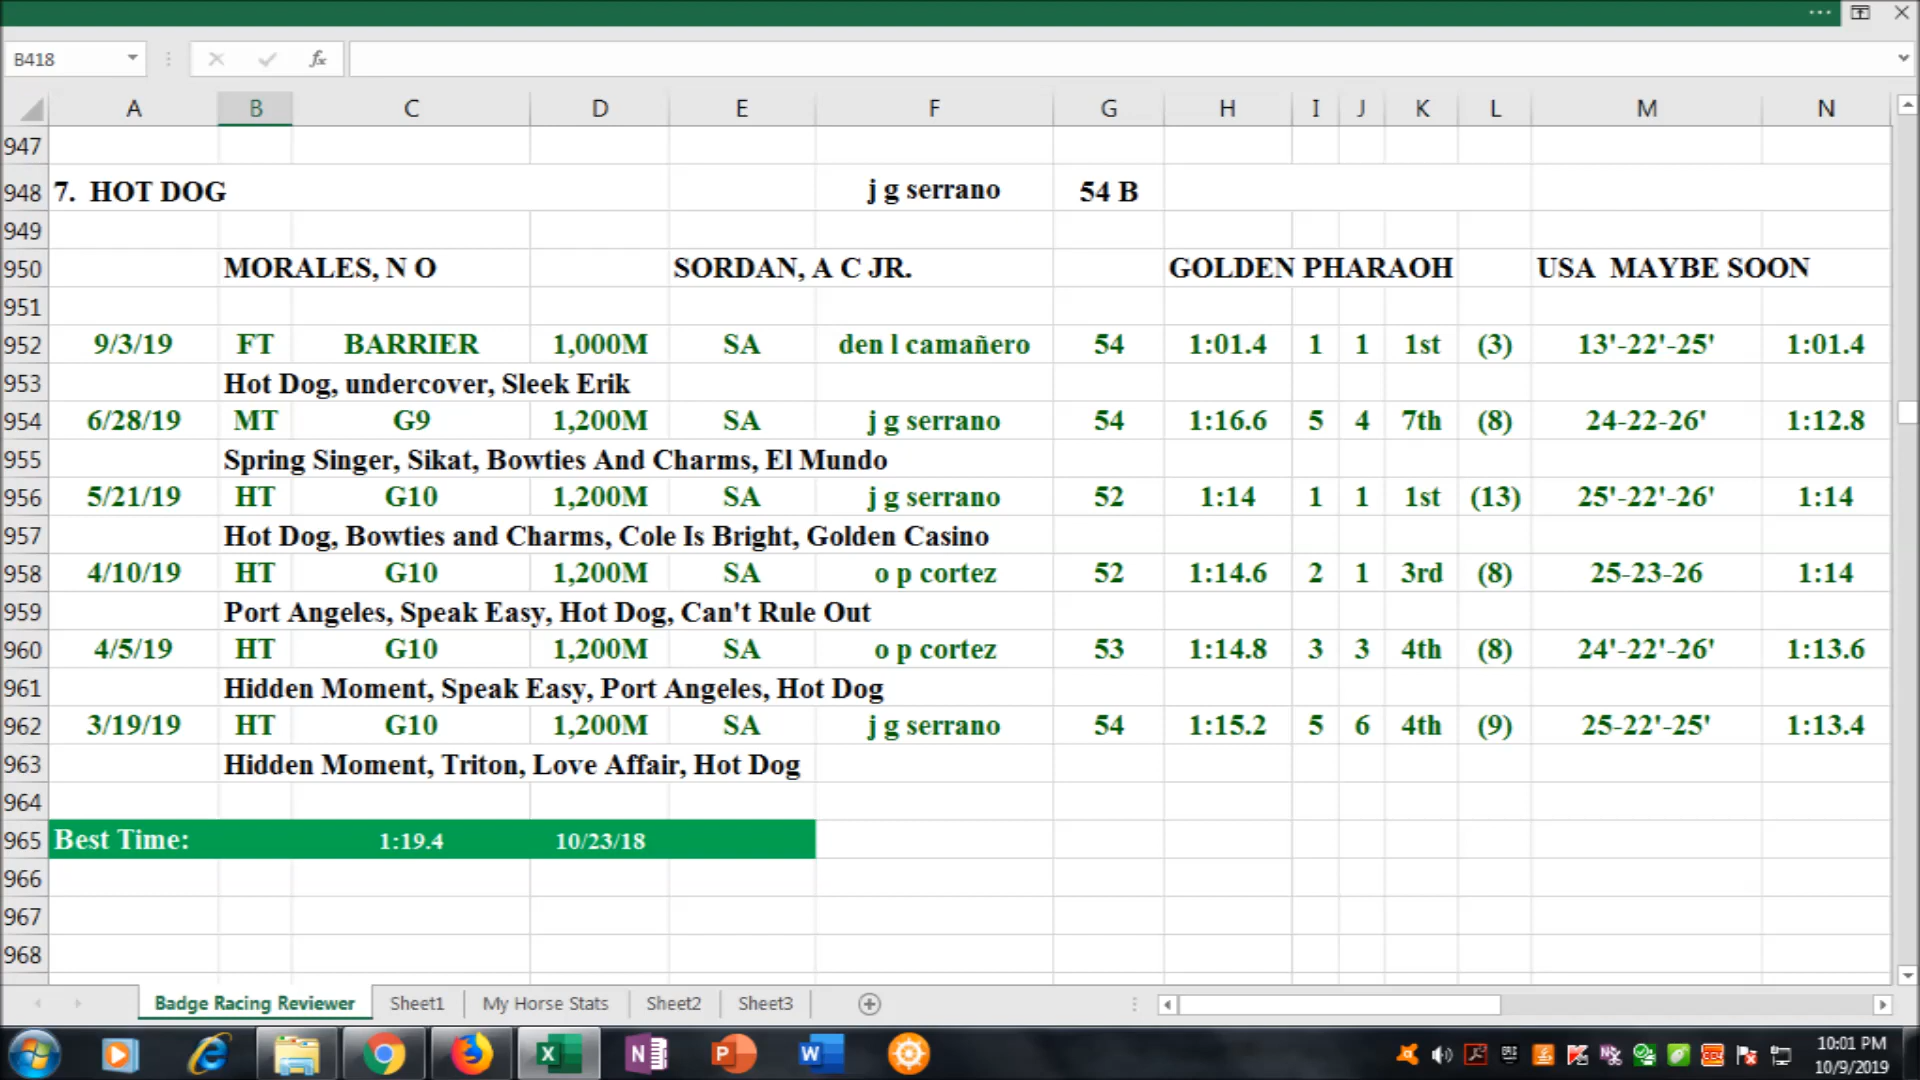 B418 fx
A B C D E F G H I J K L M N
947
948 7. HOT DOG j g serrano 54 B
949
950 MORALES, N O SORDAN, A C JR. GOLDEN PHARAOH USA MAYBE SOON
951
952 9/3/19 FT BARRIER 1,000M SA den l camañero 54 1:01.4 1 1 1st (3) 13'-22'-25' 1:01.4
953 Hot Dog, undercover, Sleek Erik
954 6/28/19 MT G9 1,200M SA j g serrano 54 1:16.6 5 4 7th (8) 24-22-26' 1:12.8
955 Spring Singer, Sikat, Bowties And Charms, El Mundo
956 5/21/19 HT G10 1,200M SA j g serrano 52 1:14 1 1 1st (13) 25'-22'-26' 1:14
957 Hot Dog, Bowties and Charms, Cole Is Bright, Golden Casino
958 4/10/19 HT G10 1,200M SA o p cortez 52 1:14.6 2 1 3rd (8) 25-23-26 1:14
959 Port Angeles, Speak Easy, Hot Dog, Can't Rule Out
960 4/5/19 HT G10 1,200M SA o p cortez 53 1:14.8 3 3 4th (8) 24'-22'-26' 1:13.6
961 Hidden Moment, Speak Easy, Port Angeles, Hot Dog
962 3/19/19 HT G10 1,200M SA j g serrano 54 1:15.2 5 6 4th (9) 25-22'-25' 1:13.4
963 Hidden Moment, Triton, Love Affair, Hot Dog
964
965 Best Time: 1:19.4 10/23/18
966
967
968
Badge Racing Reviewer Sheet1 My Horse Stats Sheet2 Sheet3
10:01 PM
10/9/2019